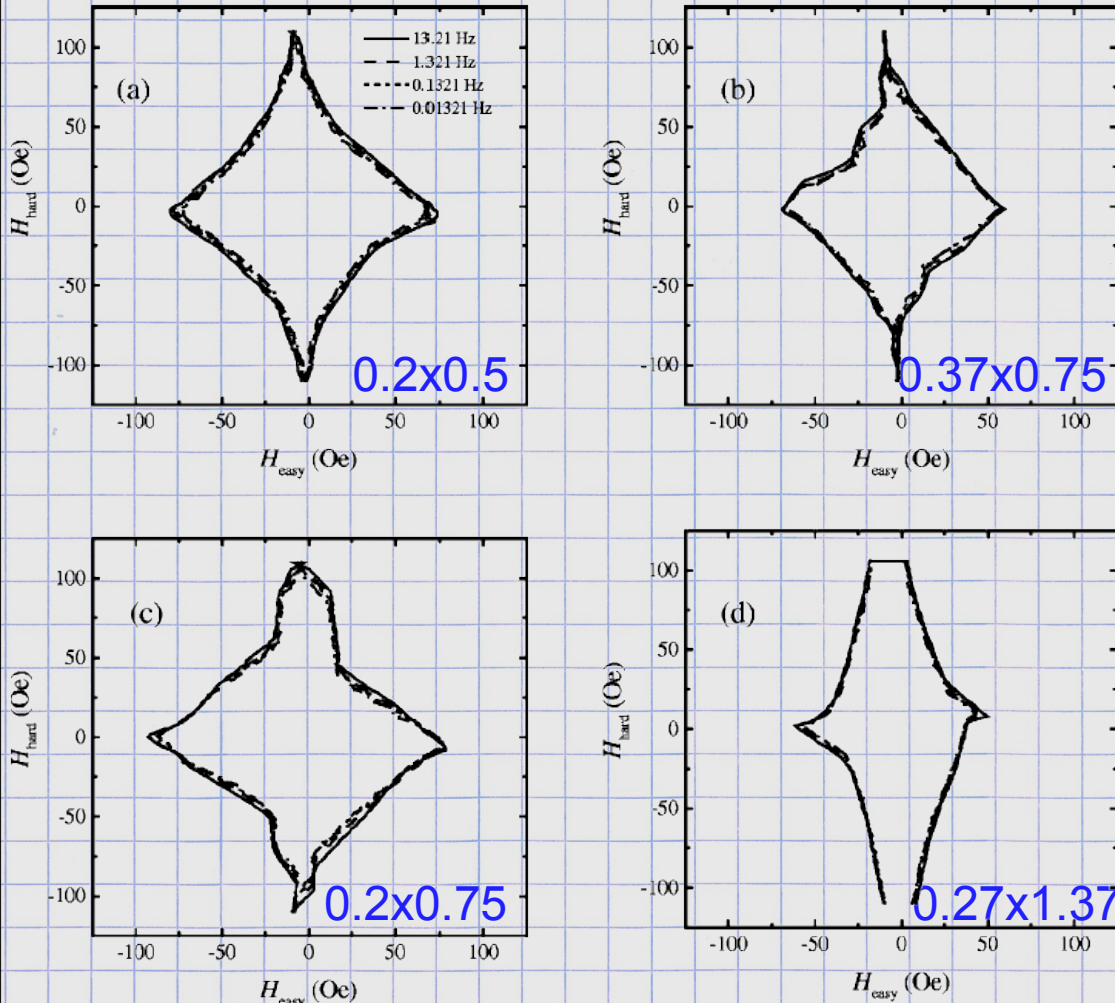 (a)
13.21 Hz
1.321 Hz
0.1321 Hz
0.01321 Hz
100
50
0
-50
-100
H_hard (Oe)
0.2x0.5
-100 -50 0 50 100
H_easy (Oe)
(b)
100
50
0
-50
-100
H_hard (Oe)
0.37x0.75
-100 -50 0 50 100
H_easy (Oe)
(c)
100
50
0
-50
-100
H_hard (Oe)
0.2x0.75
-100 -50 0 50 100
H_easy (Oe)
(d)
100
50
0
-50
-100
H_hard (Oe)
0.27x1.37
-100 -50 0 50 100
H_easy (Oe)